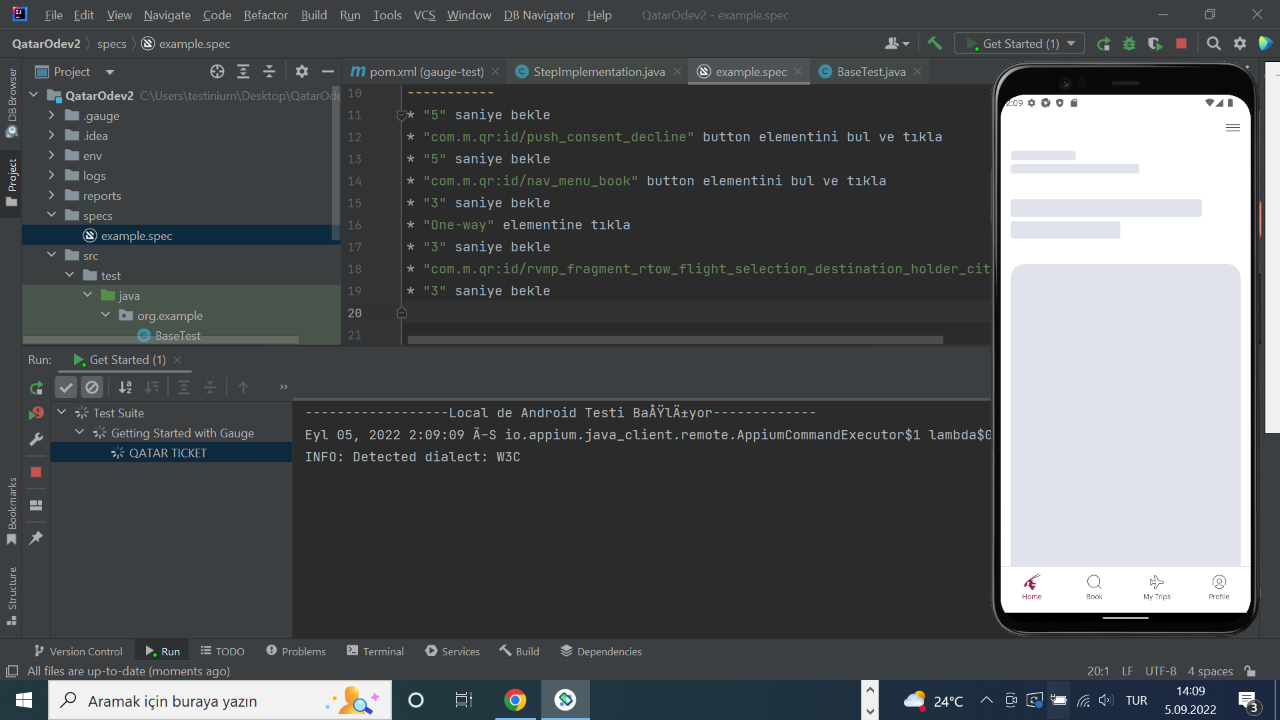 File Edit View Navigate Code Refactor Build Run Tools VCS Window DB Navigator Help QatarOdev2 - example.spec
QatarOdev2 specs example.spec Get Started (1)
DB Browser
Project
Bookmarks
Structure
Project
QatarOdev2 C:\Users\testinium\Desktop\QatarOde
.gauge
.idea
env
logs
reports
specs
example.spec
src
test
java
org.example
BaseTest
pom.xml (gauge-test) StepImplementation.java example.spec BaseTest.java
10 -----------
11 * "5" saniye bekle
12 * "com.m.qr:id/push_consent_decline" button elementini bul ve tıkla
13 * "5" saniye bekle
14 * "com.m.qr:id/nav_menu_book" button elementini bul ve tıkla
15 * "3" saniye bekle
16 * "One-way" elementine tıkla
17 * "3" saniye bekle
18 * "com.m.qr:id/rvmp_fragment_rtow_flight_selection_destination_holder_cit
19 * "3" saniye bekle
20
21
Run: Get Started (1)
Test Suite
Getting Started with Gauge
QATAR TICKET
------------------Local de Android Testi BaÅŸlÄ±yor-------------
Eyl 05, 2022 2:09:09 Ã–S io.appium.java_client.remote.AppiumCommandExecutor$1 lambda$0
INFO: Detected dialect: W3C
2:09
Home Book My Trips Profile
Version Control Run TODO Problems Terminal Services Build Dependencies
All files are up-to-date (moments ago) 20:1 LF UTF-8 4 spaces
Aramak için buraya yazın 24°C TUR 14:09
5.09.2022
3